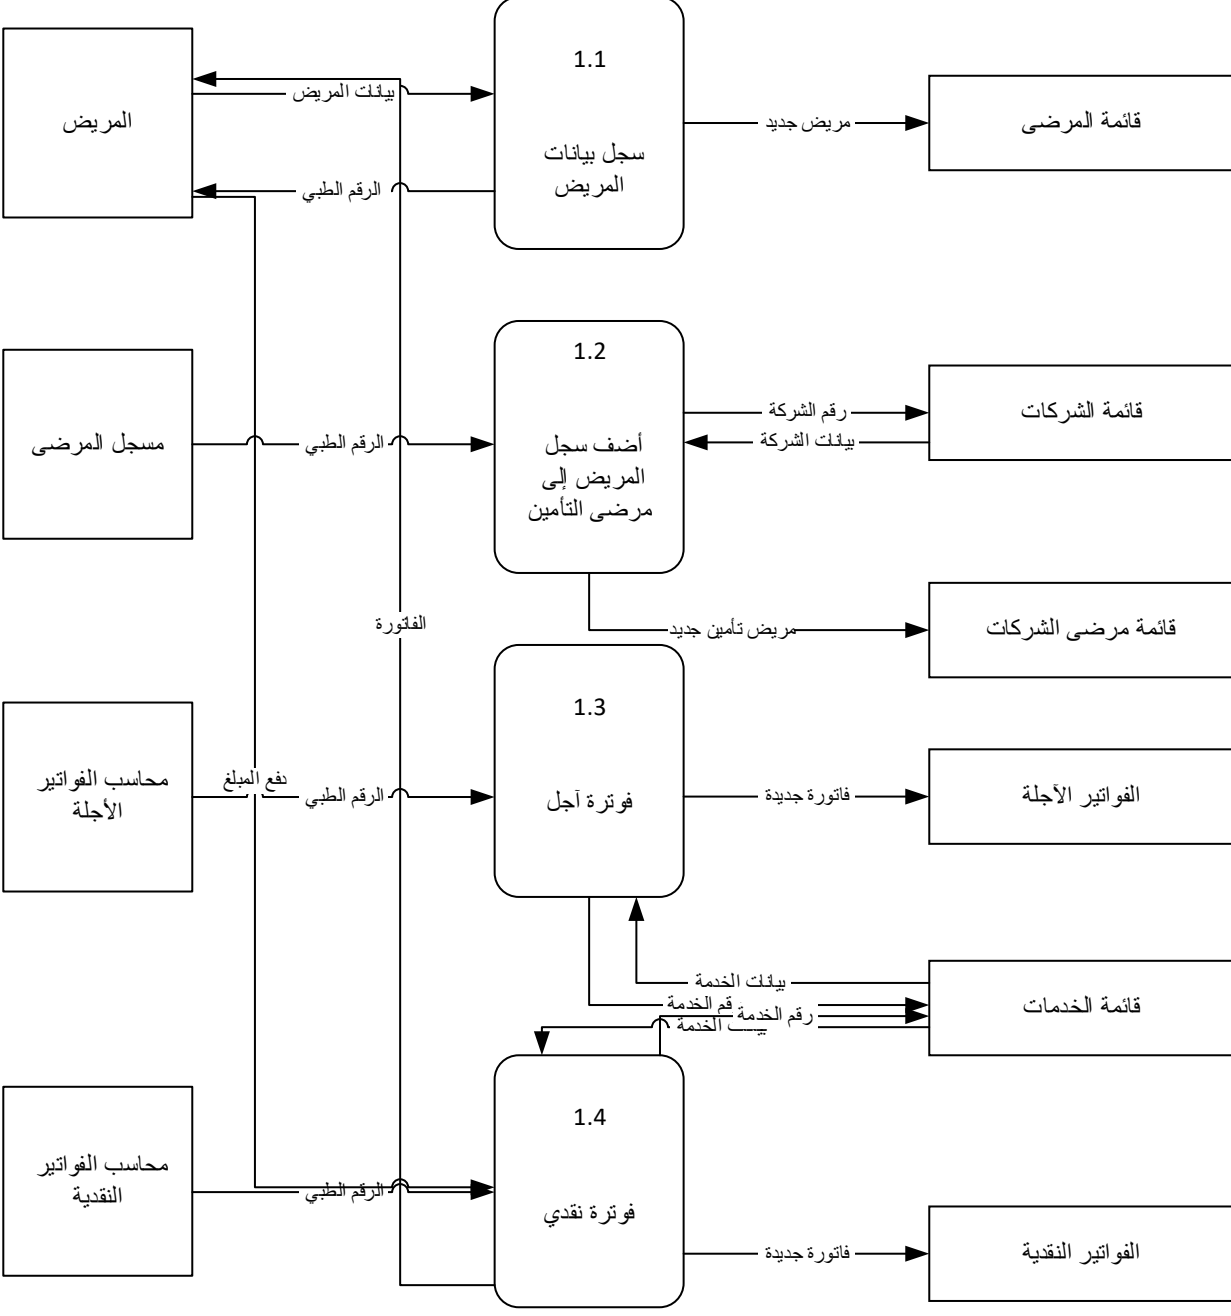 1.1
سجل بيانات
المريض
المريض
بيانات المريض
الرقم الطبي
مريض جديد
قائمة المرضى
1.2
أضف سجل
المريض إلى
مرضى التأمين
مسجل المرضى
الرقم الطبي
رقم الشركة
بيانات الشركة
قائمة الشركات
الفاتورة
مريض تأمين جديد
قائمة مرضى الشركات
1.3
فوترة آجل
محاسب الفواتير
الأجلة
دفع المبلغ
الرقم الطبي
فاتورة جديدة
الفواتير الآجلة
بيانات الخدمة
قم الخدمة
رقم الخدمة
الخدمة
قائمة الخدمات
1.4
فوترة نقدي
محاسب الفواتير
النقدية
الرقم الطبي
فاتورة جديدة
الفواتير النقدية